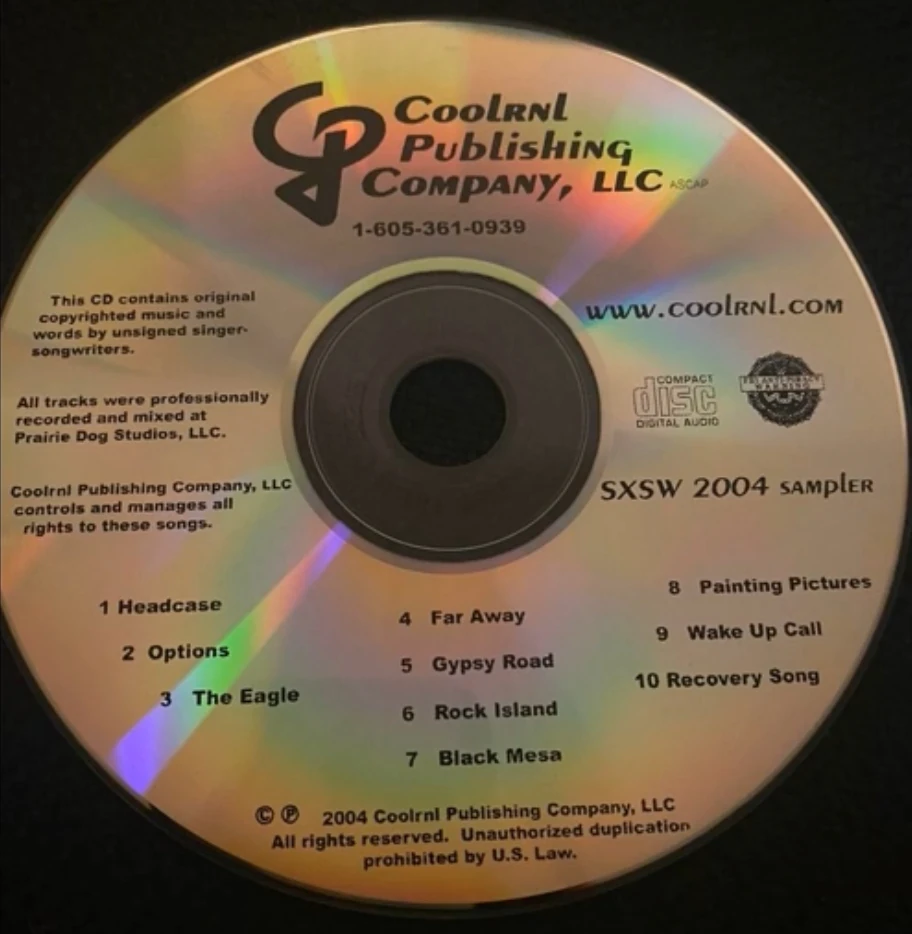 CoolRNL
Publishing
Company, LLC ASCAP
1-605-361-0939
This CD contains original
copyrighted music and
words by unsigned singer-
songwriters.
www.coolrnl.com
All tracks were professionally
recorded and mixed at
Prairie Dog Studios, LLC.
COMPACT
disc
DIGITAL AUDIO
FBI ANTI-PIRACY
WARNING
Coolrnl Publishing Company, LLC
controls and manages all
rights to these songs.
SXSW 2004 SAMPLER
1 Headcase
2 Options
3 The Eagle
4 Far Away
5 Gypsy Road
6 Rock Island
7 Black Mesa
8 Painting Pictures
9 Wake Up Call
10 Recovery Song
© ℗ 2004 Coolrnl Publishing Company, LLC
All rights reserved. Unauthorized duplication
prohibited by U.S. Law.